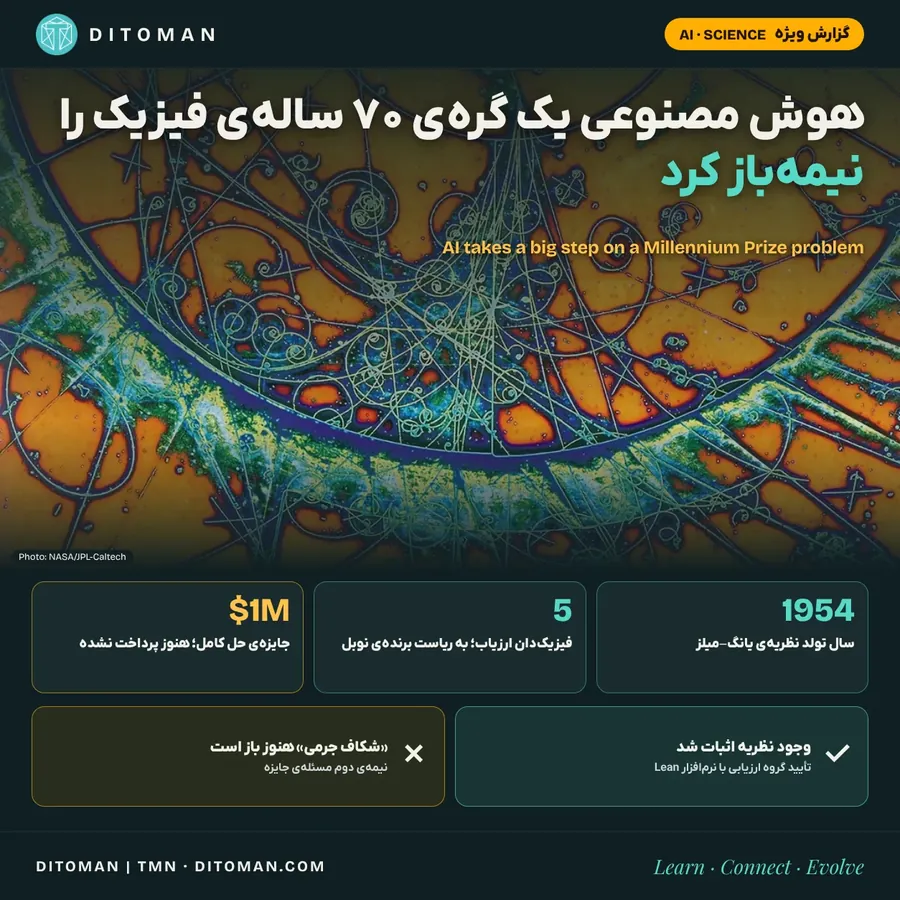 DITOMAN
گزارش ویژه AI · SCIENCE
هوش مصنوعی یک گره‌ی ۷۰ ساله‌ی فیزیک را
نیمه‌باز کرد
AI takes a big step on a Millennium Prize problem
Photo: NASA/JPL-Caltech
1954
سال تولد نظریه‌ی یانگ–میلز
5
فیزیک‌دان ارزیاب؛ به ریاست برنده‌ی نوبل
$1M
جایزه‌ی حل کامل؛ هنوز پرداخت نشده
وجود نظریه اثبات شد
تأیید گروه ارزیابی با نرم‌افزار Lean
«شکاف جرمی» هنوز باز است
نیمه‌ی دوم مسئله‌ی جایزه
DITOMAN | TMN · DITOMAN.COM
Learn · Connect · Evolve